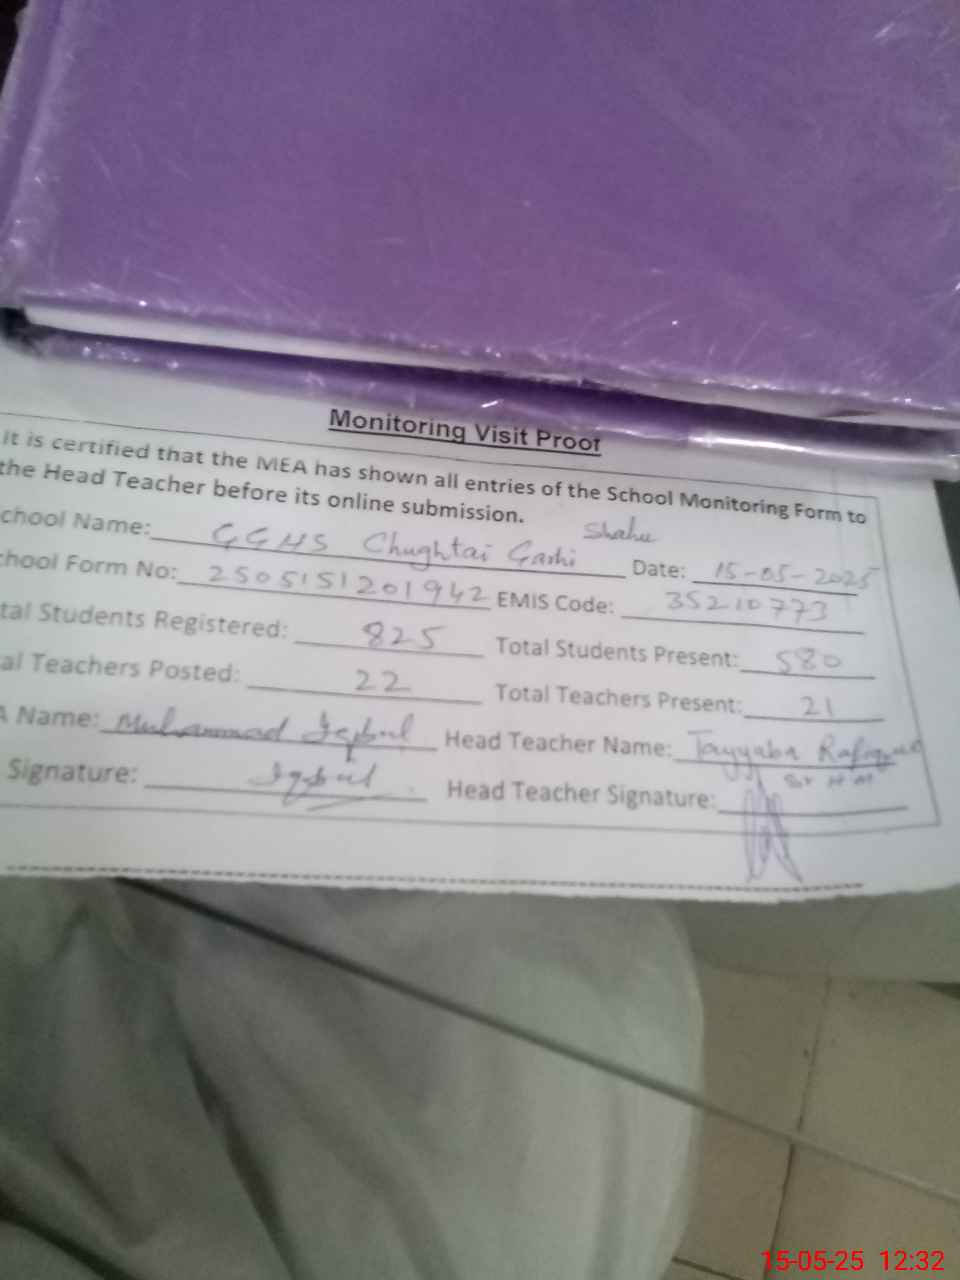 Monitoring Visit Proof
it is certified that the MEA has shown all entries of the School Monitoring Form to
the Head Teacher before its online submission.
chool Name: GGHS Chughtai Garhi Shahu Date: 15-05-2025
chool Form No: 2505151201942 EMIS Code: 35210773
tal Students Registered: 825 Total Students Present: 580
al Teachers Posted: 22 Total Teachers Present: 21
A Name: Muhammad Iqbal Head Teacher Name: Tayyaba Rafique
Signature: Iqbal Head Teacher Signature:
15-05-25 12:32